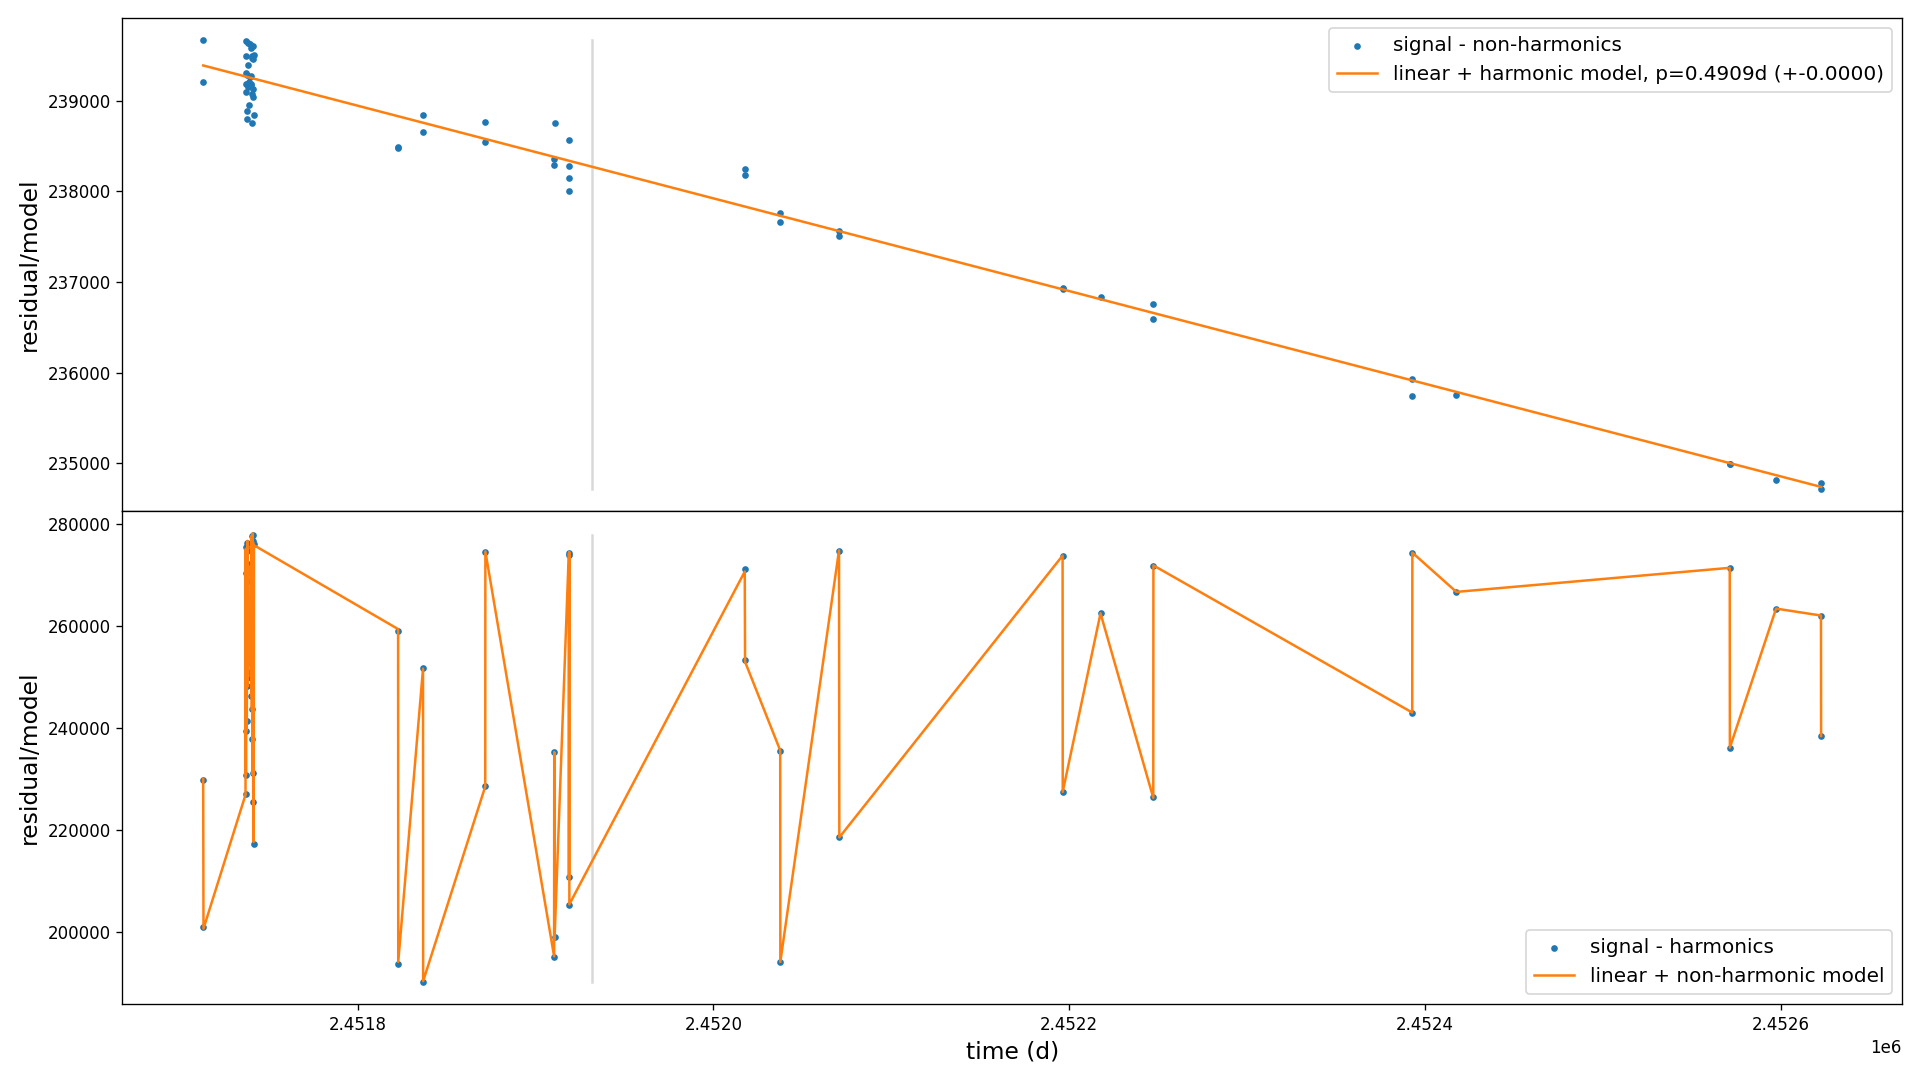 signal - non-harmonics
linear + harmonic model, p=0.4909d (+-0.0000)
239000
238000
237000
236000
235000
residual/model
280000
260000
240000
220000
200000
residual/model
signal - harmonics
linear + non-harmonic model
2.4518
2.4520
2.4522
2.4524
2.4526
1e6
time (d)